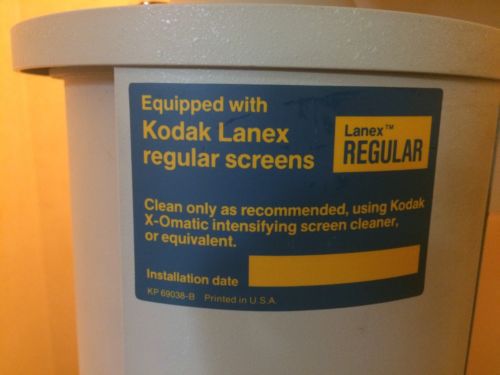 Equipped with
Kodak Lanex
regular screens
Lanex™
REGULAR
Clean only as recommended, using Kodak
X-Omatic intensifying screen cleaner,
or equivalent.
Installation date
KP 69038-B Printed in U.S.A.